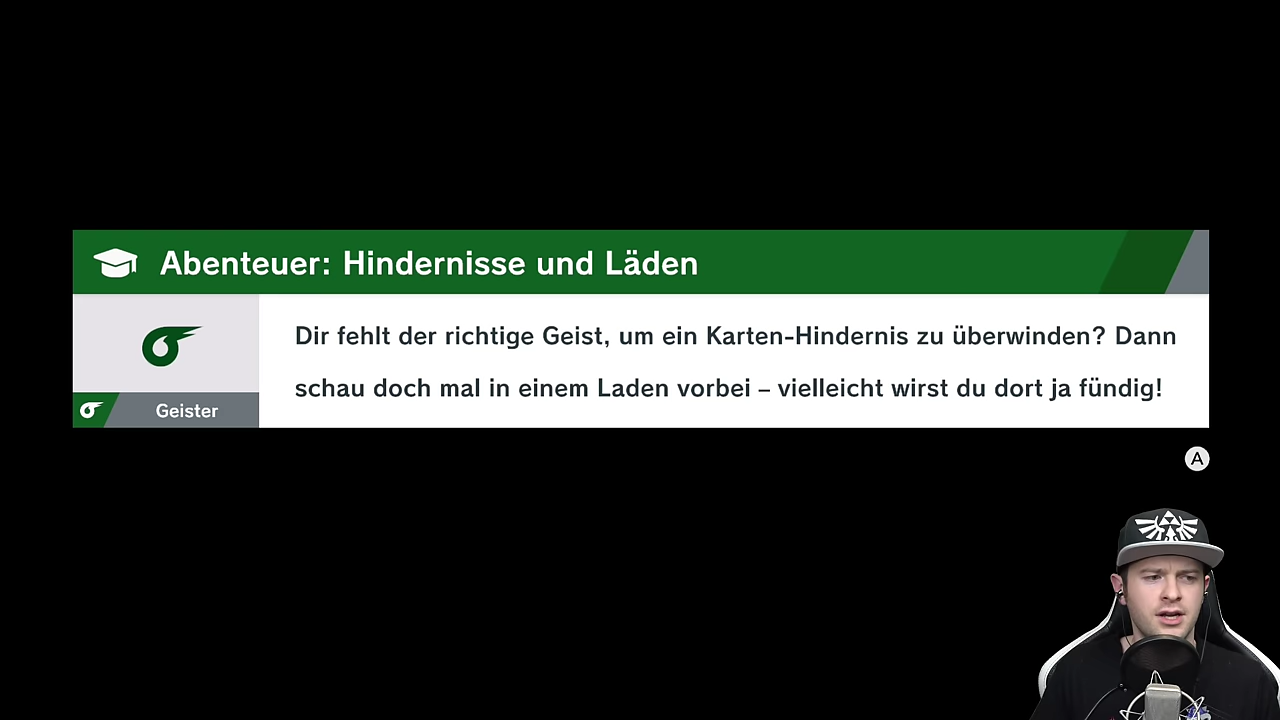 Abenteuer: Hindernisse und Läden
Dir fehlt der richtige Geist, um ein Karten-Hindernis zu überwinden? Dann
schau doch mal in einem Laden vorbei – vielleicht wirst du dort ja fündig!
Geister
A